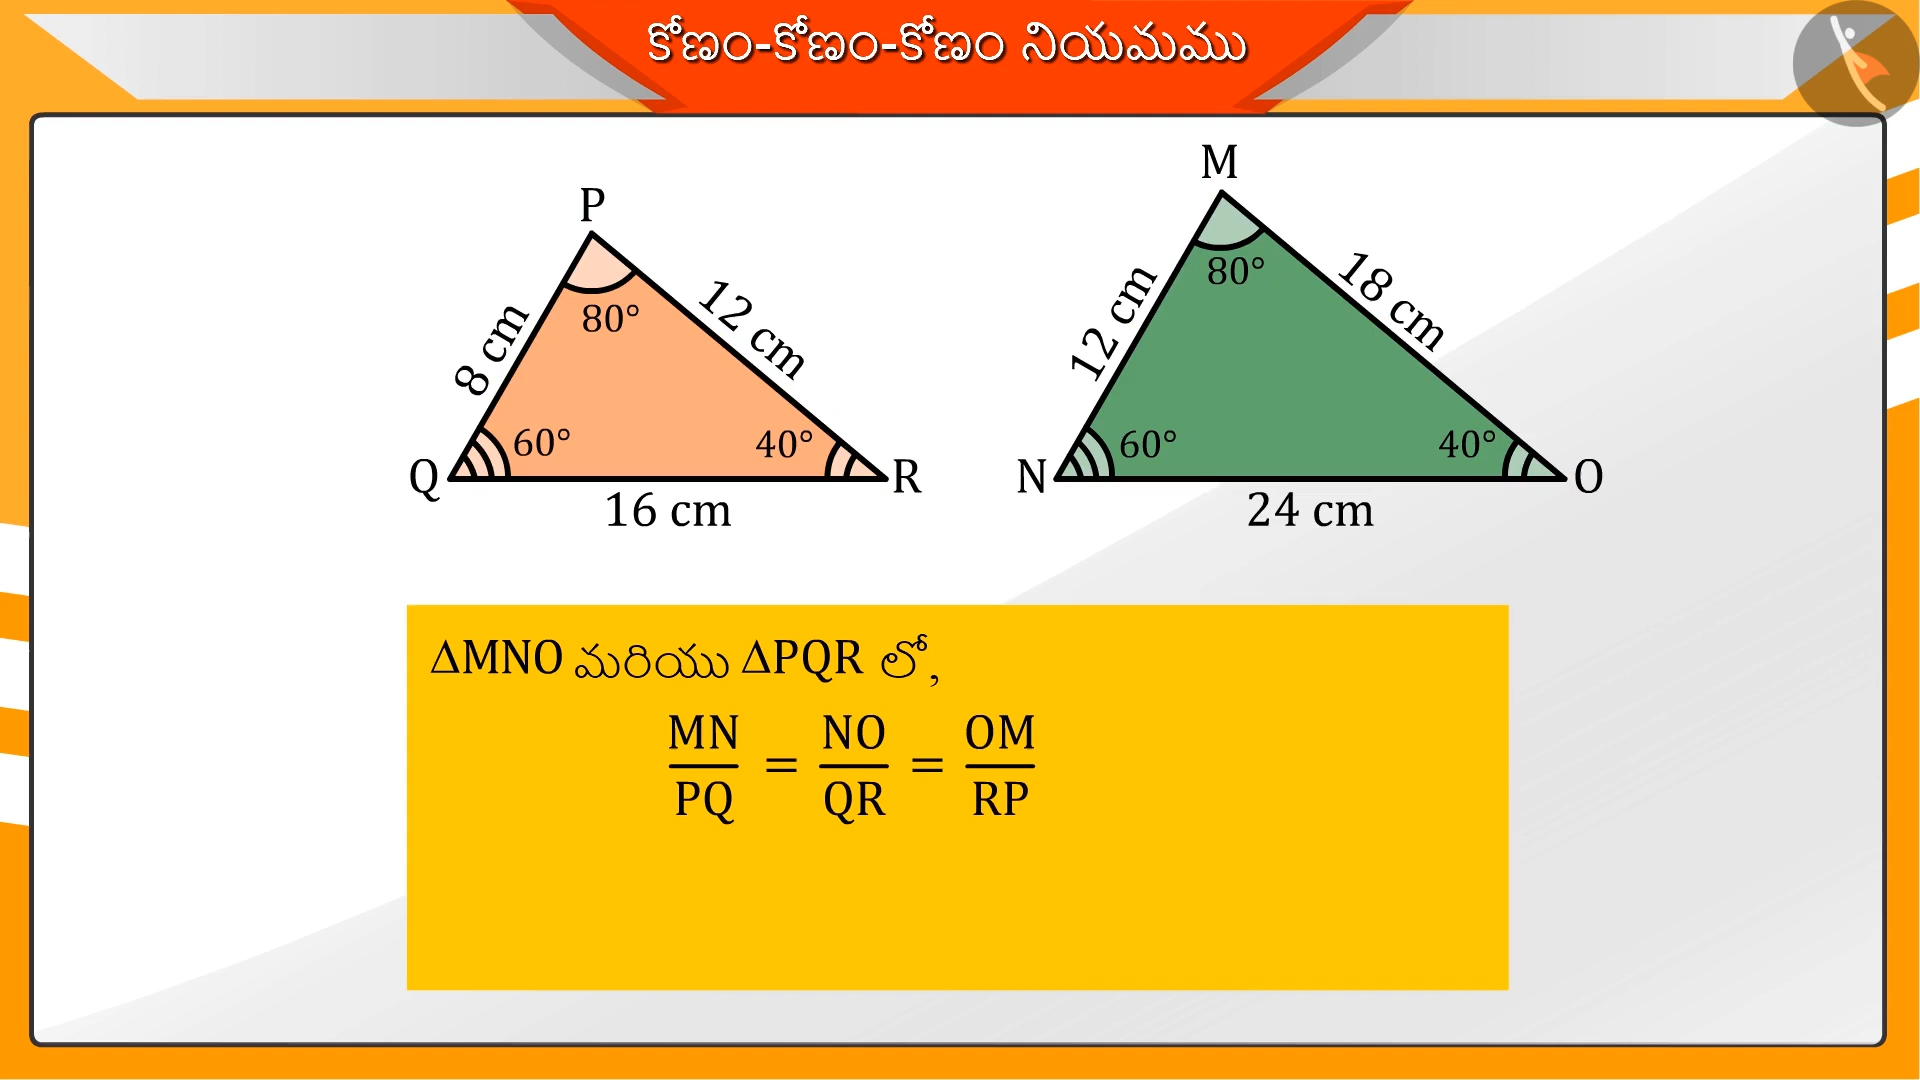 కోణం-కోణం-కోణం నియమము
P
80°
8 cm
12 cm
Q
60°
40°
R
16 cm
M
80°
12 cm
18 cm
N
60°
40°
O
24 cm
ΔMNO మరియు ΔPQR లో,
MN/PQ = NO/QR = OM/RP